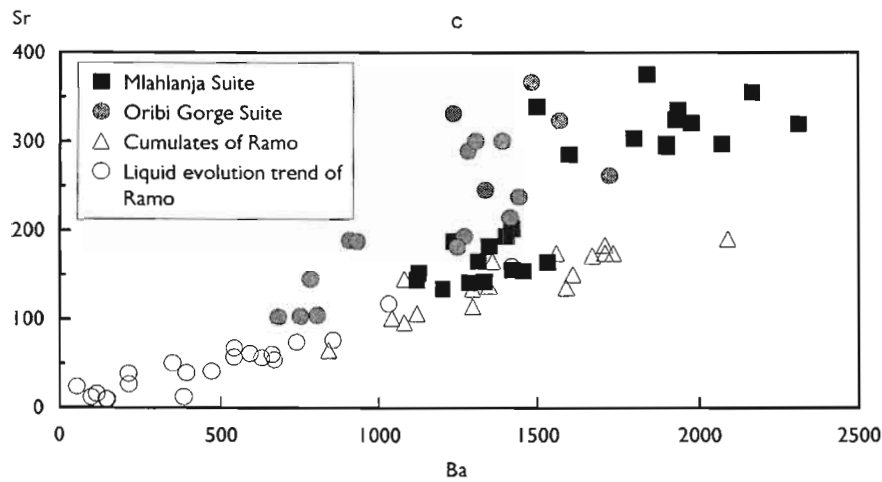 Sr
C
400
300
200
100
0
Mlahlanja Suite
Oribi Gorge Suite
Cumulates of Ramo
Liquid evolution trend of
Ramo
0 500 1000 1500 2000 2500
Ba